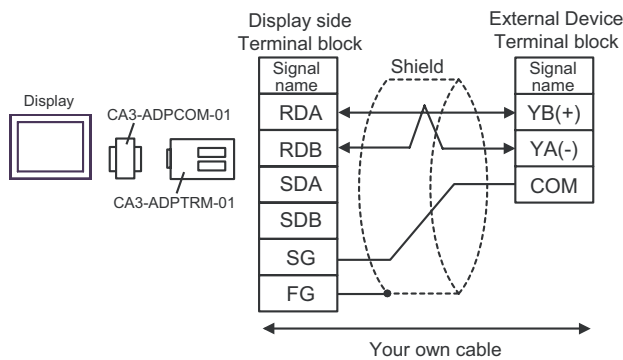 Display side
Terminal block
External Device
Terminal block
Signal
name
Shield
Signal
name
Display
CA3-ADPCOM-01
CA3-ADPTRM-01
RDA
YB(+)
RDB
YA(-)
SDA
COM
SDB
SG
FG
Your own cable